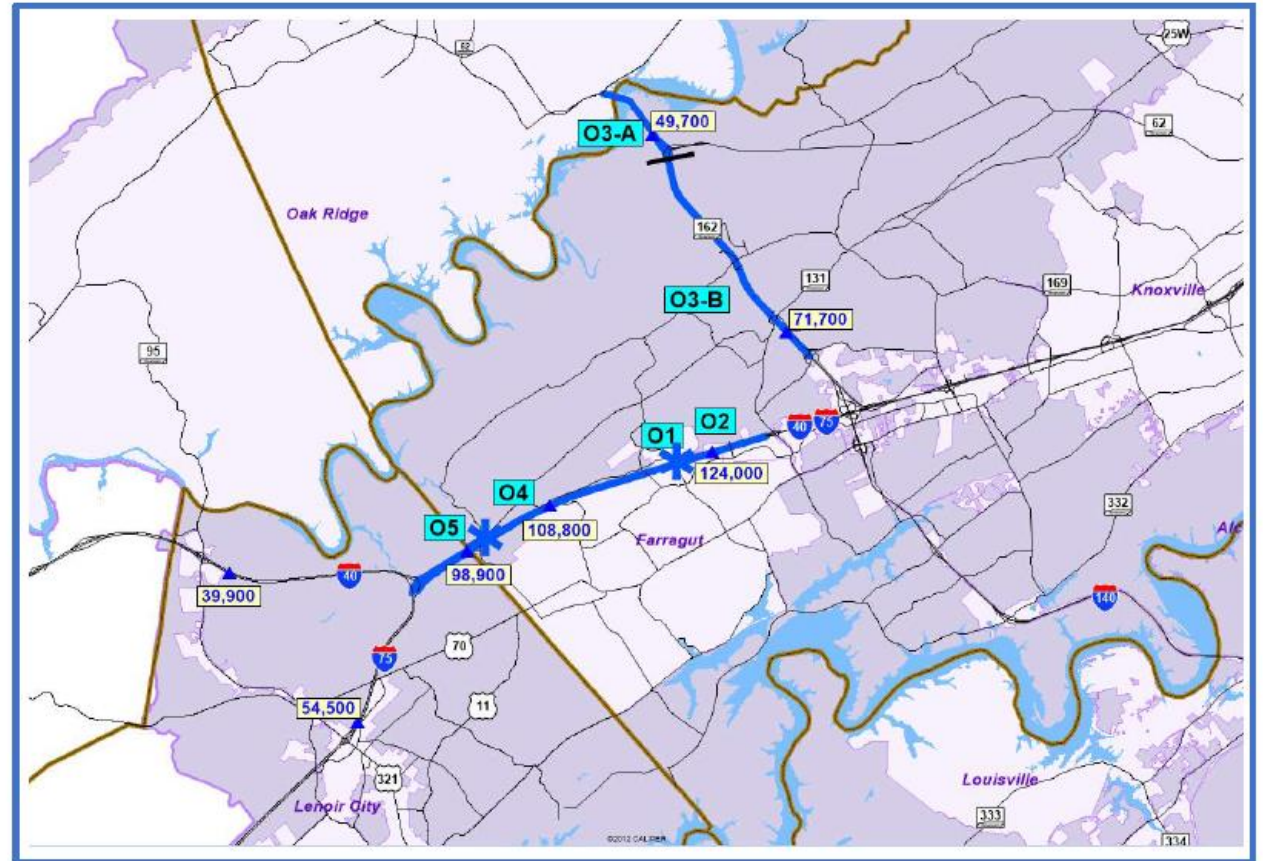 25W
62
49,700
O3-A
62
Oak Ridge
162
131
169
Knoxville
O3-B
71,700
95
O1
O2
40
75
124,000
O4
332
108,800
O5
Farragut
98,900
40
39,900
140
70
75
54,500
11
321
Louisville
Lenoir City
333
334
©2012 CALIPER